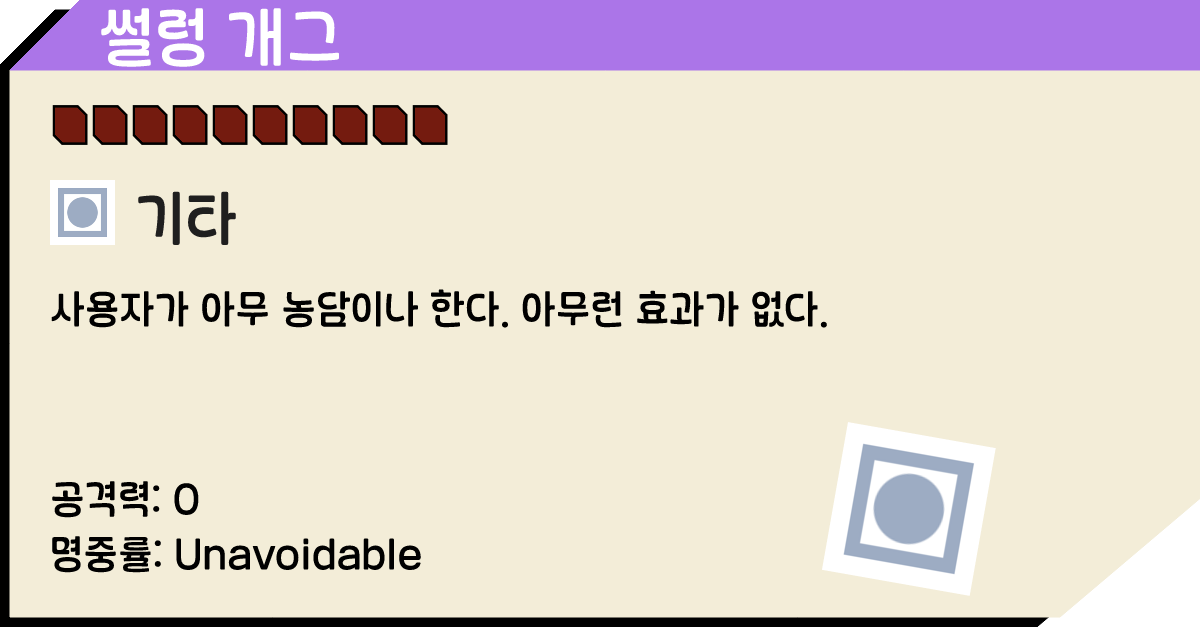 썰렁 개그
기타
사용자가 아무 농담이나 한다. 아무런 효과가 없다.
공격력: 0
명중률: Unavoidable